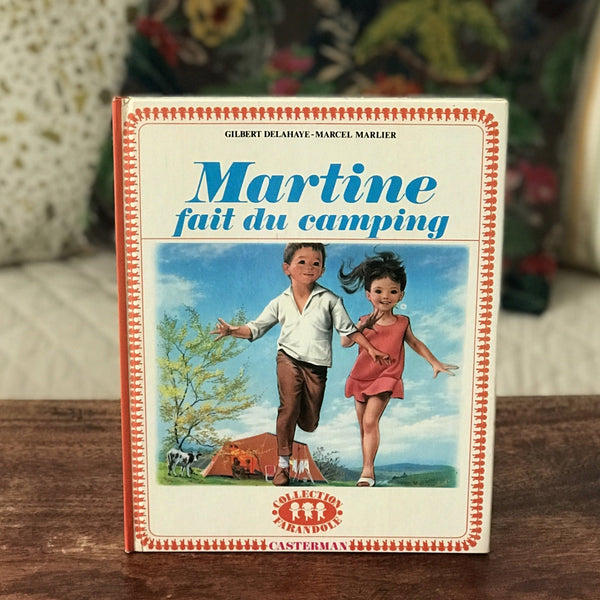 GILBERT DELAHAYE-MARCEL MARLIER
Martine
fait du camping
COLLECTION
FARANDOLE
CASTERMAN